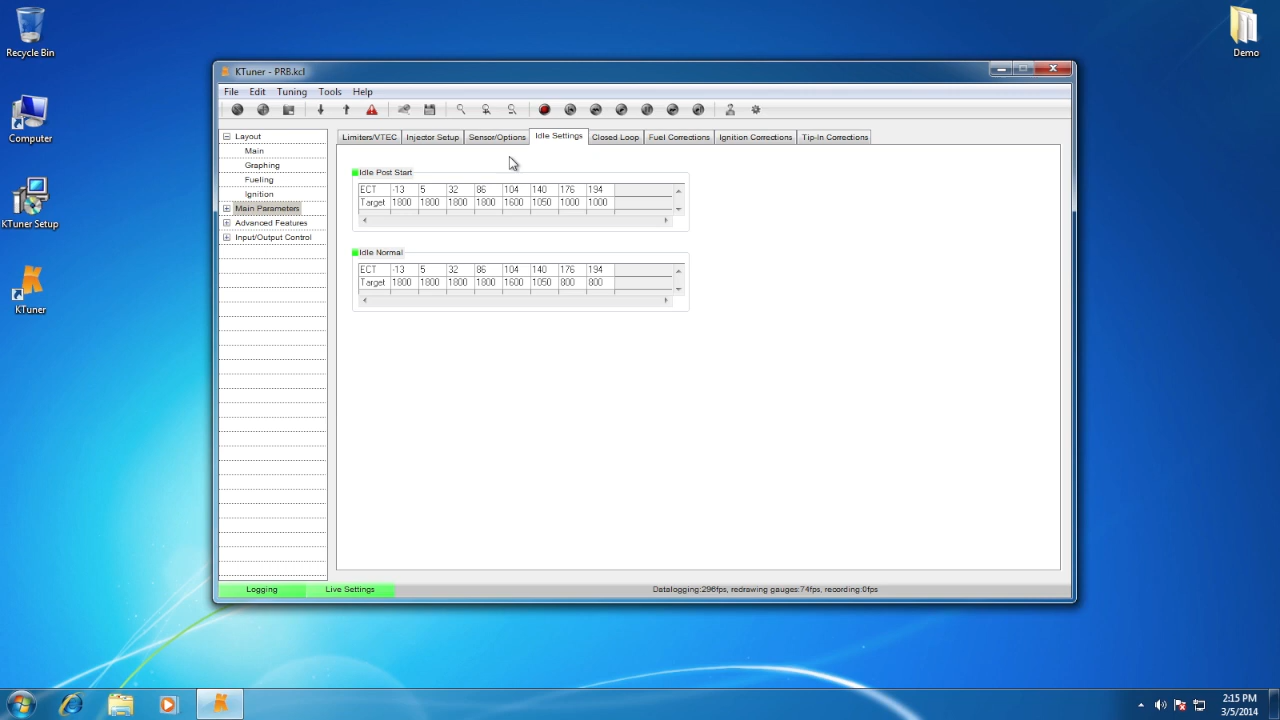 Recycle Bin
Computer
KTuner Setup
KTuner
Demo
KTuner - PRB.kcl
File Edit Tuning Tools Help
Layout
Main
Graphing
Fueling
Ignition
Main Parameters
Advanced Features
Input/Output Control
Limiters/VTEC Injector Setup Sensor/Options Idle Settings Closed Loop Fuel Corrections Ignition Corrections Tip-In Corrections
Idle Post Start
ECT -13 5 32 86 104 140 176 194
Target 1800 1800 1800 1800 1600 1050 1000 1000
Idle Normal
ECT -13 5 32 86 104 140 176 194
Target 1800 1800 1800 1800 1600 1050 800 800
Logging Live Settings Datalogging:296fps, redrawing gauges:74fps, recording:0fps
2:15 PM
3/5/2014